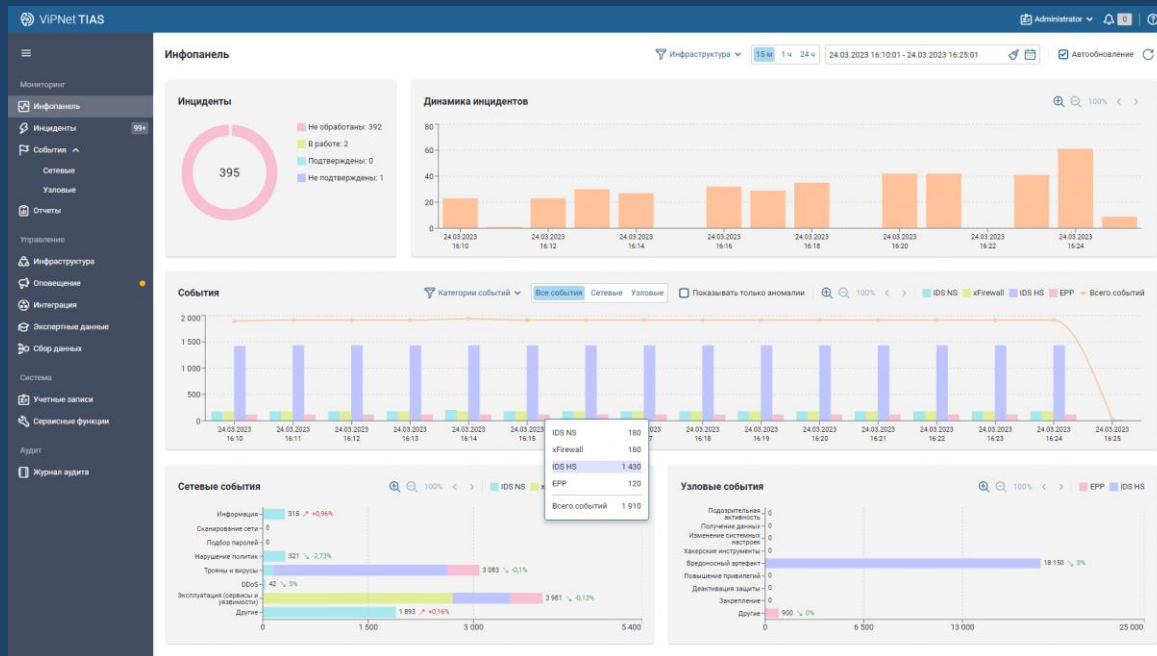 ViPNet TIAS
Administrator
0
Мониторинг
Инфопанель
Инциденты 99+
События
Сетевые
Узловые
Отчеты
Управление
Инфраструктура
Оповещение
Интеграция
Экспертные данные
Сбор данных
Система
Учетные записи
Сервисные функции
Аудит
Журнал аудита
Инфопанель
Инфраструктура
15 м 1 ч 24 ч
24.03.2023 16:10:01 - 24.03.2023 16:25:01
Автообновление
Инциденты
395
Не обработаны: 392
В работе: 2
Подтверждены: 0
Не подтверждены: 1
Динамика инцидентов
100%
80
60
40
20
0
24.03.2023 24.03.2023 24.03.2023 24.03.2023 24.03.2023 24.03.2023 24.03.2023 24.03.2023
16:10 16:12 16:14 16:16 16:18 16:20 16:22 16:24
События
Категории событий
Все события Сетевые Узловые
Показывать только аномалии
100%
IDS NS xFirewall IDS HS EPP Всего событий
2 000
1 500
1 000
500
0
24.03.2023 24.03.2023 24.03.2023 24.03.2023 24.03.2023 24.03.2023 24.03.2023 24.03.2023 24.03.2023 24.03.2023 24.03.2023 24.03.2023 24.03.2023 24.03.2023
16:10 16:11 16:12 16:13 16:14 16:15 16:18 16:19 16:20 16:21 16:22 16:23 16:24 16:25
IDS NS 180
xFirewall 180
IDS HS 1 430
EPP 120
Всего событий 1 910
Сетевые события
100%
IDS NS
Информация 315 +0,96%
Сканирование сети 0
Подбор паролей 0
Нарушение политик 321 -2,73%
Трояны и вирусы 3 083 -0,1%
DDoS 42 0%
Эксплуатация (сервисы и
уязвимости) 3 981 -0,13%
Другие 1 893 +0,16%
0 1 500 3 000 5 400
Узловые события
100%
EPP IDS HS
Подозрительная
активность 0
Получение данных 0
Изменение системных
настроек 0
Хакерские инструменты 0
Вредоносный артефакт 18 150 0%
Повышение привилегий 0
Деактивация защиты 0
Закрепление 0
Другие 900 0%
0 6 500 13 000 25 000